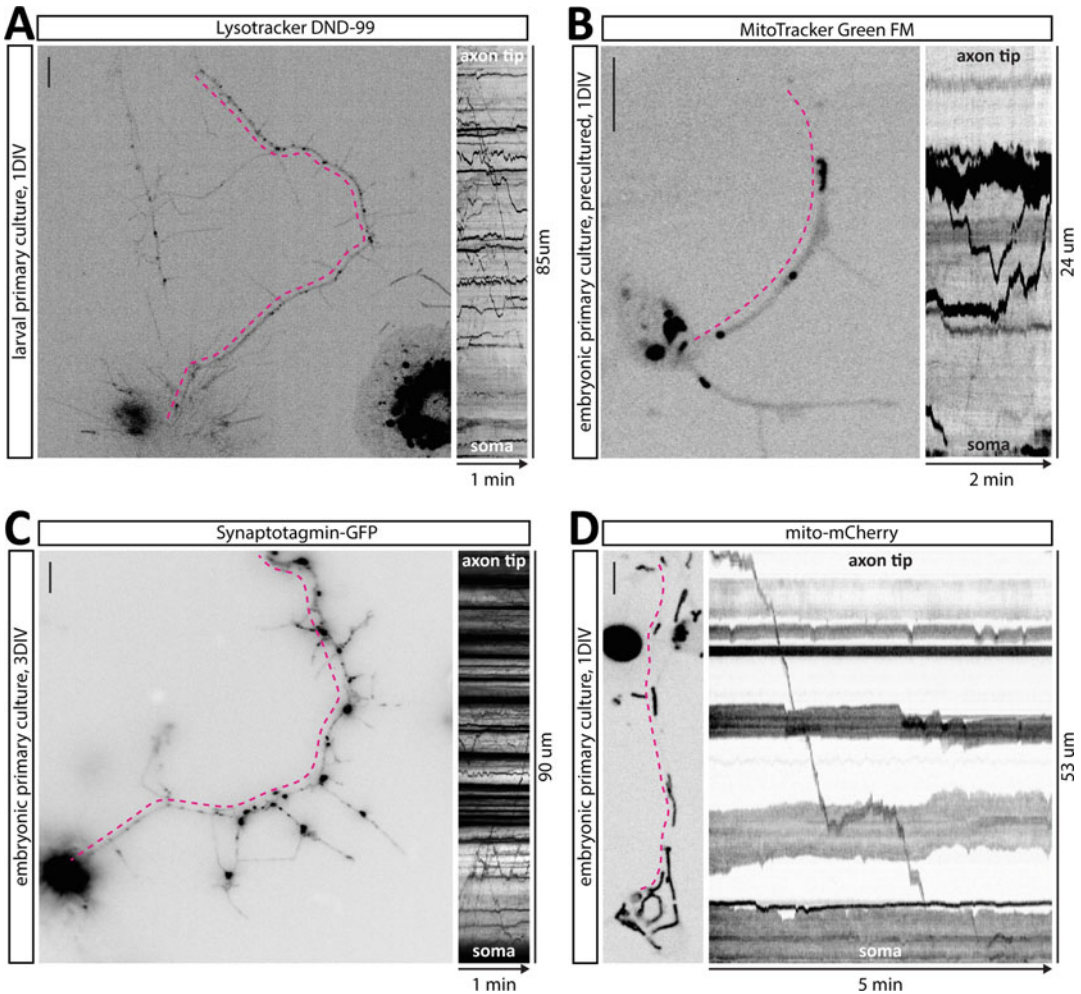 A
Lysotracker DND-99
larval primary culture, 1DIV
axon tip
soma
85um
1 min
B
MitoTracker Green FM
embryonic primary culture, precultured, 1DIV
axon tip
soma
24 um
2 min
C
Synaptotagmin-GFP
embryonic primary culture, 3DIV
axon tip
soma
90 um
1 min
D
mito-mCherry
embryonic primary culture, 1DIV
axon tip
soma
53 um
5 min